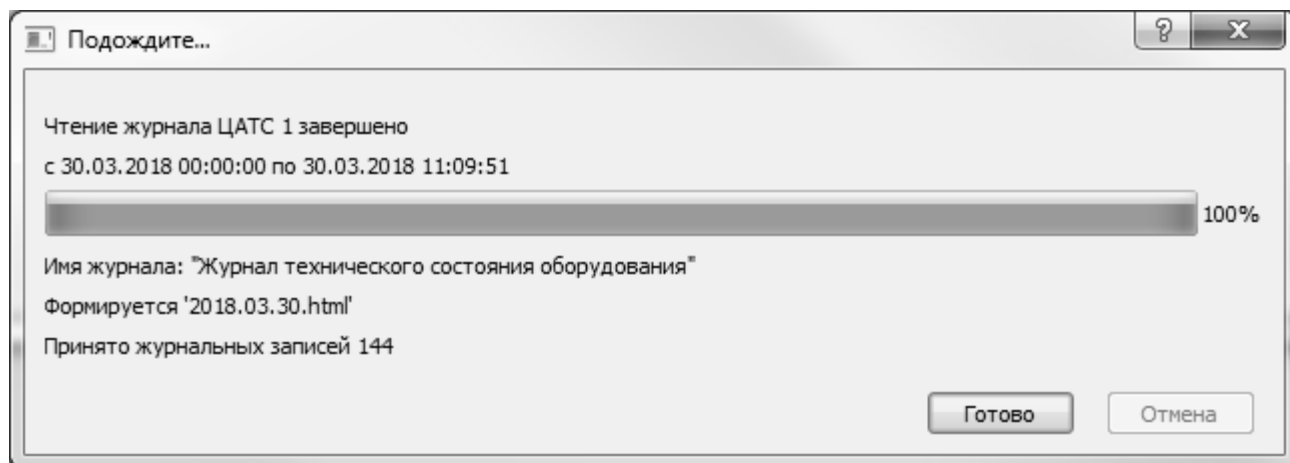 Подождите...
Чтение журнала ЦАТС 1 завершено
с 30.03.2018 00:00:00 по 30.03.2018 11:09:51
100%
Имя журнала: "Журнал технического состояния оборудования"
Формируется '2018.03.30.html'
Принято журнальных записей 144
Готово Отмена